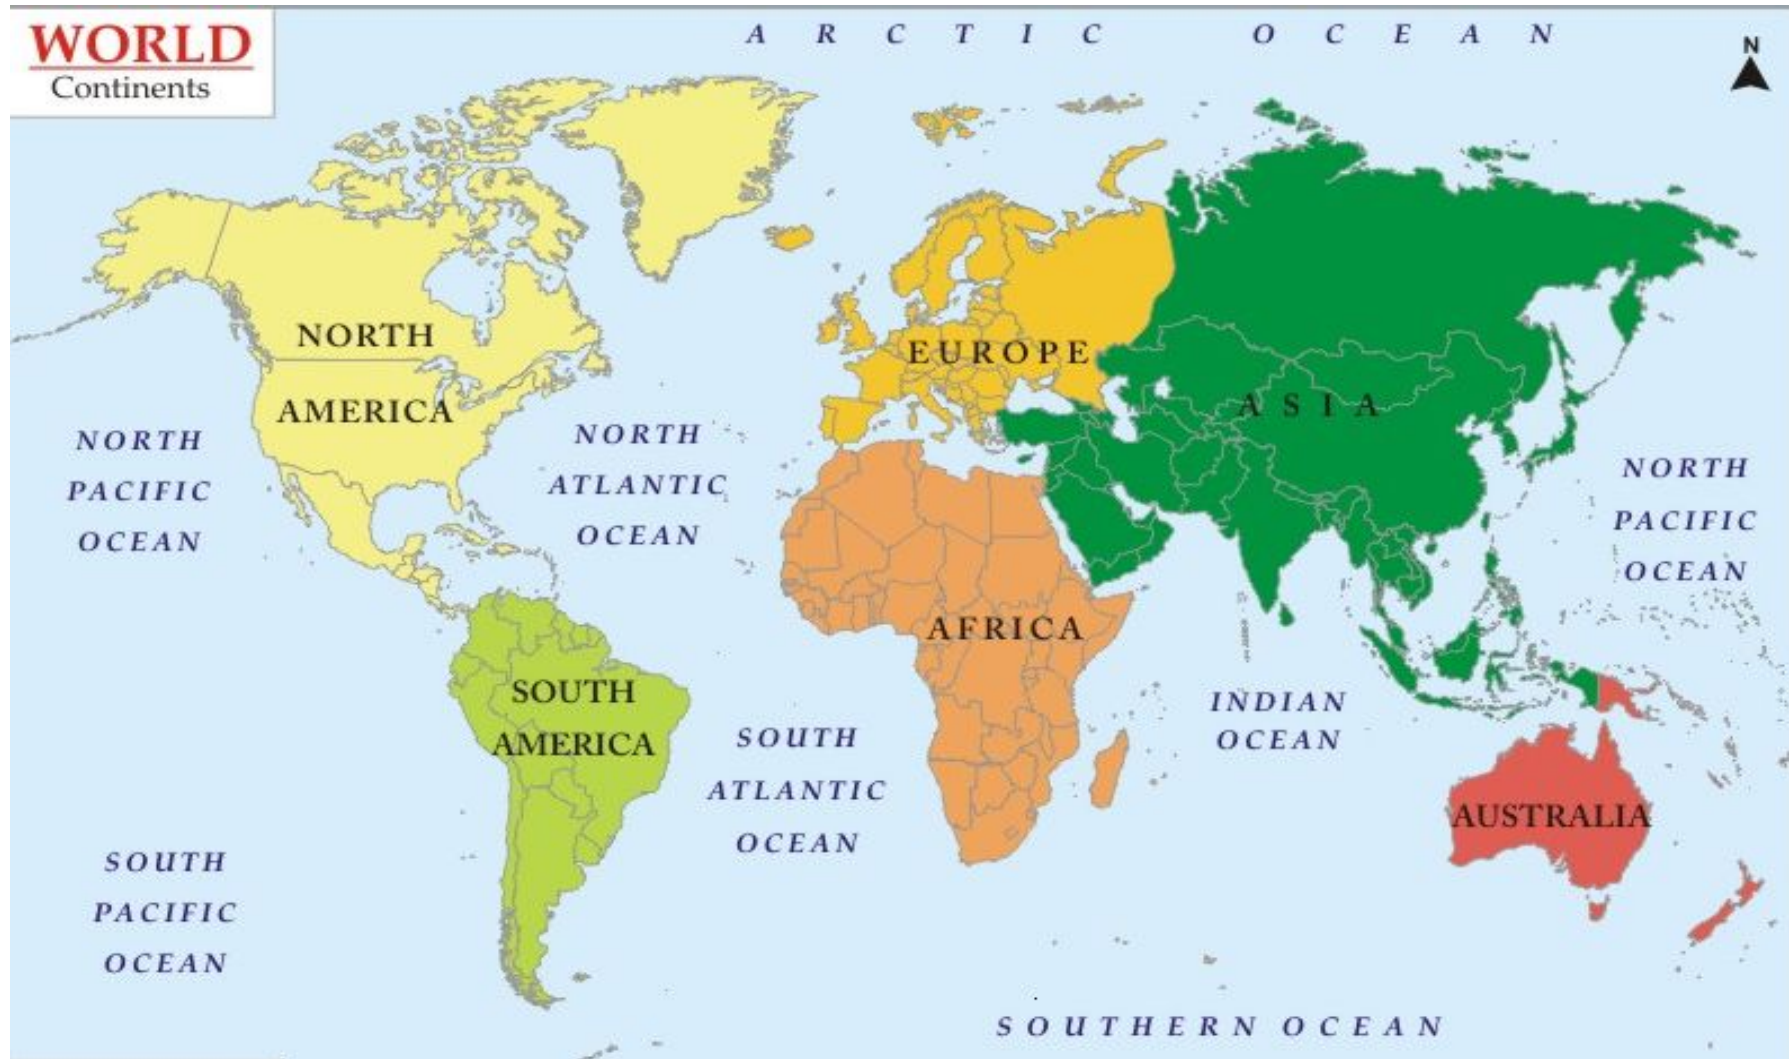 WORLD
Continents
ARCTIC OCEAN
N
NORTH
AMERICA
EUROPE
ASIA
NORTH
PACIFIC
OCEAN
NORTH
ATLANTIC
OCEAN
NORTH
PACIFIC
OCEAN
AFRICA
SOUTH
AMERICA
INDIAN
OCEAN
SOUTH
ATLANTIC
OCEAN
AUSTRALIA
SOUTH
PACIFIC
OCEAN
SOUTHERN OCEAN